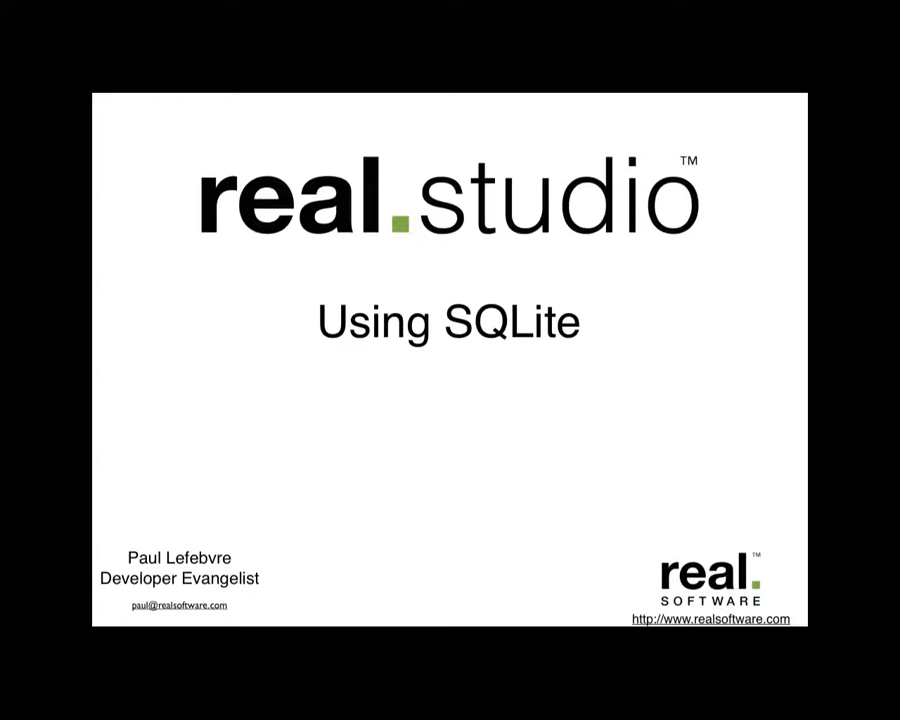 real.studio™
Using SQLite
Paul Lefebvre
Developer Evangelist
paul@realsoftware.com
real.™
SOFTWARE
http://www.realsoftware.com